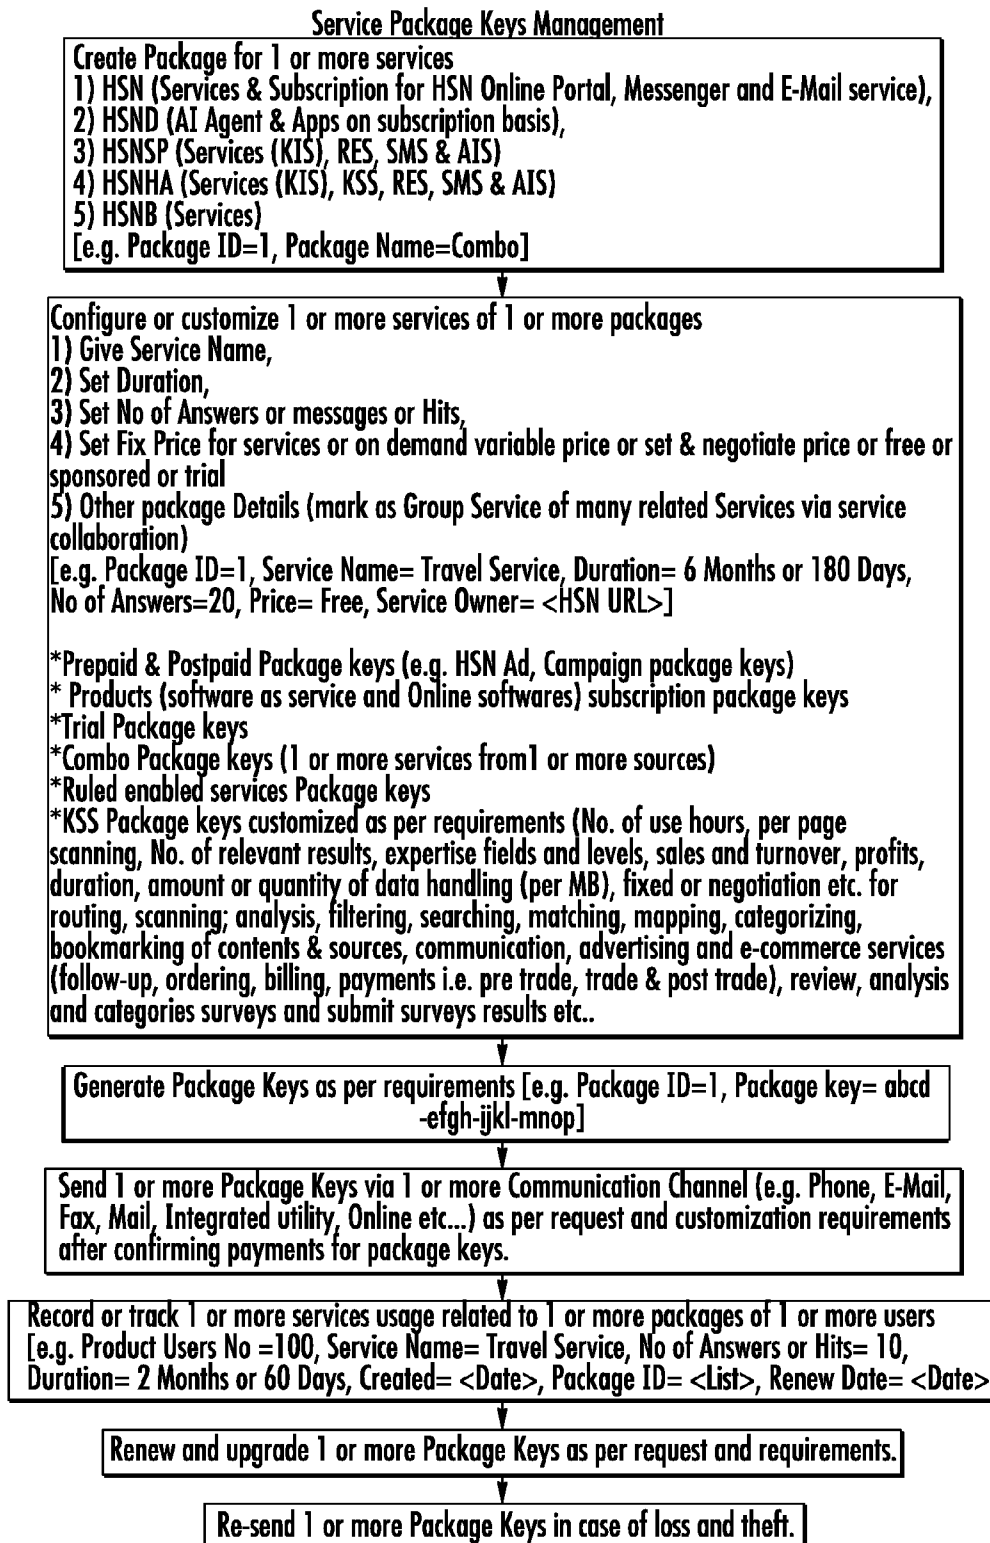 Service Package Keys Management
Create Package for 1 or more services
1) HSN (Services & Subscription for HSN Online Portal, Messenger and E-Mail service),
2) HSND (AI Agent & Apps on subscription basis),
3) HSNSP (Services (KIS), RES, SMS & AIS)
4) HSNHA (Services (KIS), KSS, RES, SMS & AIS)
5) HSNB (Services)
[e.g. Package ID=1, Package Name=Combo]
Configure or customize 1 or more services of 1 or more packages
1) Give Service Name,
2) Set Duration,
3) Set No of Answers or messages or Hits,
4) Set Fix Price for services or on demand variable price or set & negotiate price or free or
sponsored or trial
5) Other package Details (mark as Group Service of many related Services via service
collaboration)
[e.g. Package ID=1, Service Name= Travel Service, Duration= 6 Months or 180 Days,
No of Answers=20, Price= Free, Service Owner= <HSN URL>]
*Prepaid & Postpaid Package keys (e.g. HSN Ad, Campaign package keys)
* Products (software as service and Online softwares) subscription package keys
*Trial Package keys
*Combo Package keys (1 or more services from1 or more sources)
*Ruled enabled services Package keys
*KSS Package keys customized as per requirements (No. of use hours, per page
scanning, No. of relevant results, expertise fields and levels, sales and turnover, profits,
duration, amount or quantity of data handling (per MB), fixed or negotiation etc. for
routing, scanning; analysis, filtering, searching, matching, mapping, categorizing,
bookmarking of contents & sources, communication, advertising and e-commerce services
(follow-up, ordering, billing, payments i.e. pre trade, trade & post trade), review, analysis
and categories surveys and submit surveys results etc..
Generate Package Keys as per requirements [e.g. Package ID=1, Package key= abcd
-efgh-ijkl-mnop]
Send 1 or more Package Keys via 1 or more Communication Channel (e.g. Phone, E-Mail,
Fax, Mail, Integrated utility, Online etc...) as per request and customization requirements
after confirming payments for package keys.
Record or track 1 or more services usage related to 1 or more packages of 1 or more users
[e.g. Product Users No =100, Service Name= Travel Service, No of Answers or Hits= 10,
Duration= 2 Months or 60 Days, Created= <Date>, Package ID= <List>, Renew Date= <Date>
Renew and upgrade 1 or more Package Keys as per request and requirements.
Re-send 1 or more Package Keys in case of loss and theft.